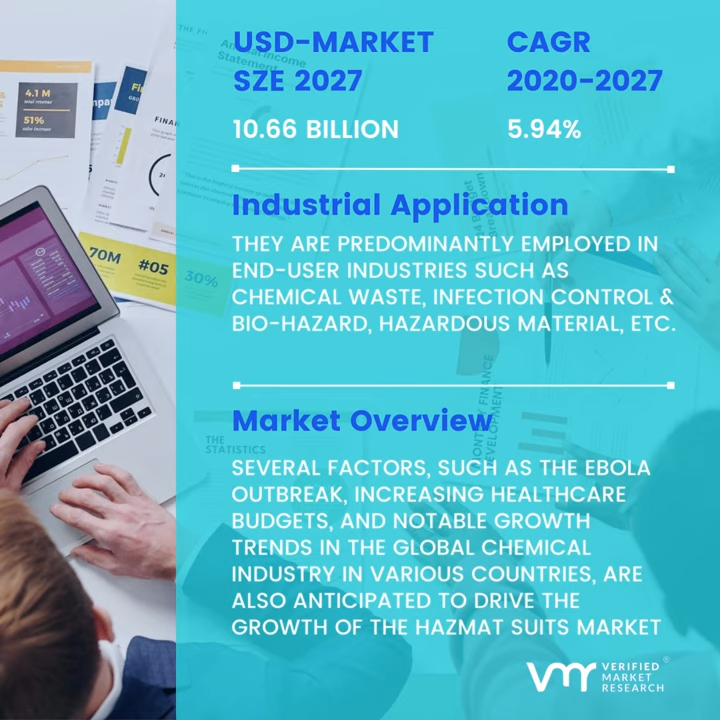 USD-MARKET
SZE 2027
10.66 BILLION
CAGR
2020-2027
5.94%
Industrial Application
THEY ARE PREDOMINANTLY EMPLOYED IN
END-USER INDUSTRIES SUCH AS
CHEMICAL WASTE, INFECTION CONTROL &
BIO-HAZARD, HAZARDOUS MATERIAL, ETC.
Market Overview
SEVERAL FACTORS, SUCH AS THE EBOLA
OUTBREAK, INCREASING HEALTHCARE
BUDGETS, AND NOTABLE GROWTH
TRENDS IN THE GLOBAL CHEMICAL
INDUSTRY IN VARIOUS COUNTRIES, ARE
ALSO ANTICIPATED TO DRIVE THE
GROWTH OF THE HAZMAT SUITS MARKET
VERIFIED
MARKET
RESEARCH
4.1 M
51%
70M
#05
30%
THE
STATISTICS